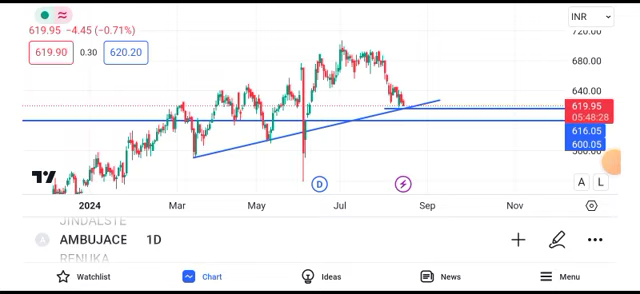 619.95 −4.45 (−0.71%)
INR
619.90 0.30 620.20
720.00
680.00
640.00
619.95
05:48:28
616.05
600.05
560.00
D
A L
2024 Mar May Jul Sep Nov
JINDALSTE
AMBUJACE 1D
RENUKA
Watchlist Chart Ideas News Menu